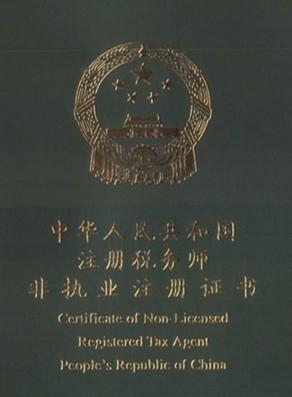 中华人民共和国
注册税务师
非执业注册证书
Certificate of Non-Licensed
Registered Tax Agent
People's Republic of China